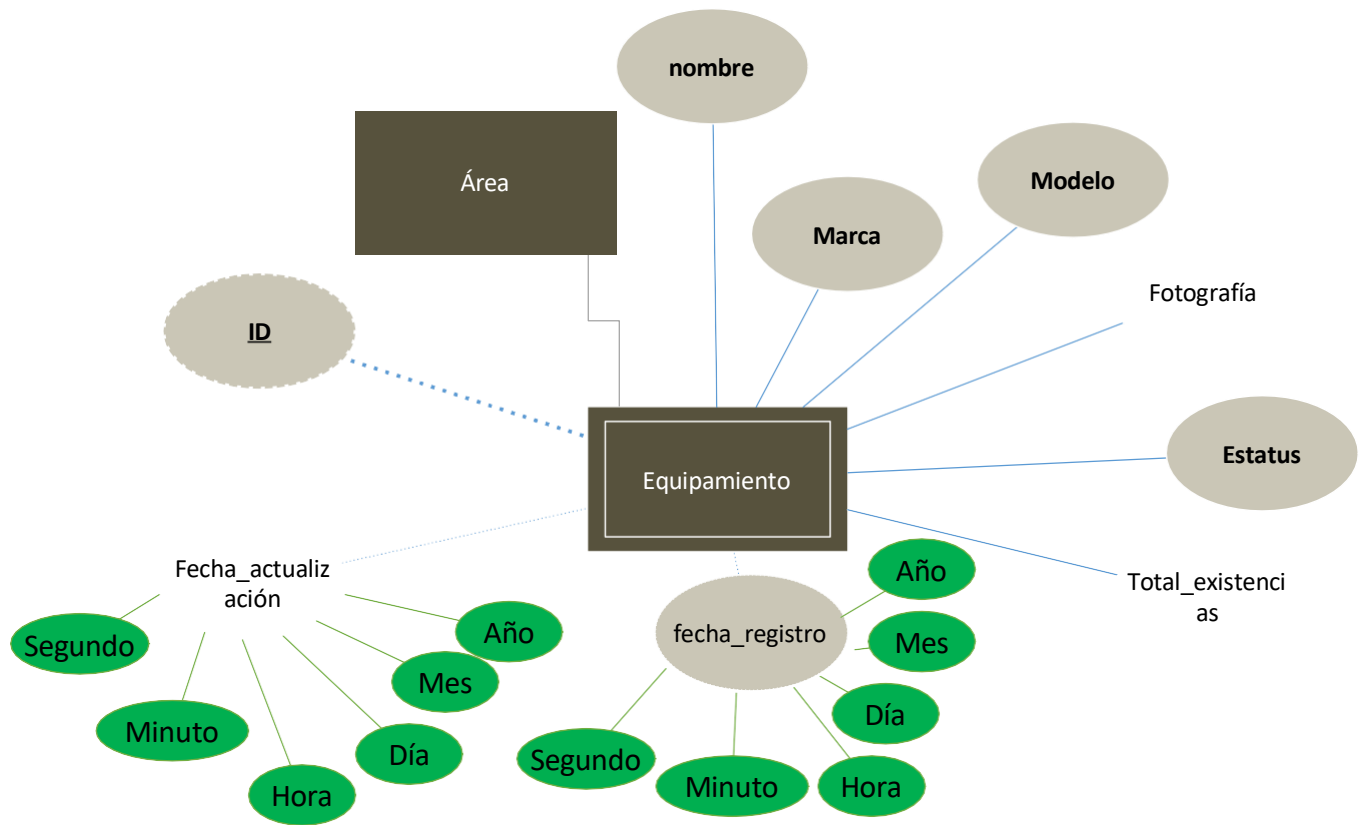 nombre
Área
Modelo
Marca
Fotografía
ID
Estatus
Equipamiento
Fecha_actualiz
ación
Total_existenci
as
Año
fecha_registro
Mes
Día
Segundo
Minuto
Hora
Segundo
Minuto
Hora
Día
Mes
Año